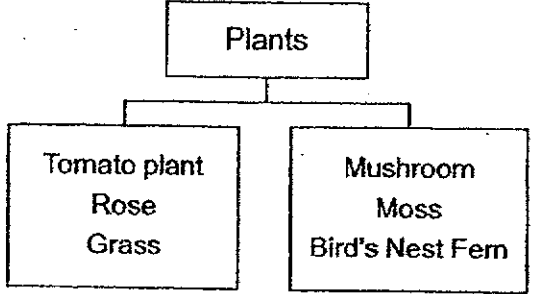 Plants
Tomato plant
Rose
Grass
Mushroom
Moss
Bird's Nest Fern